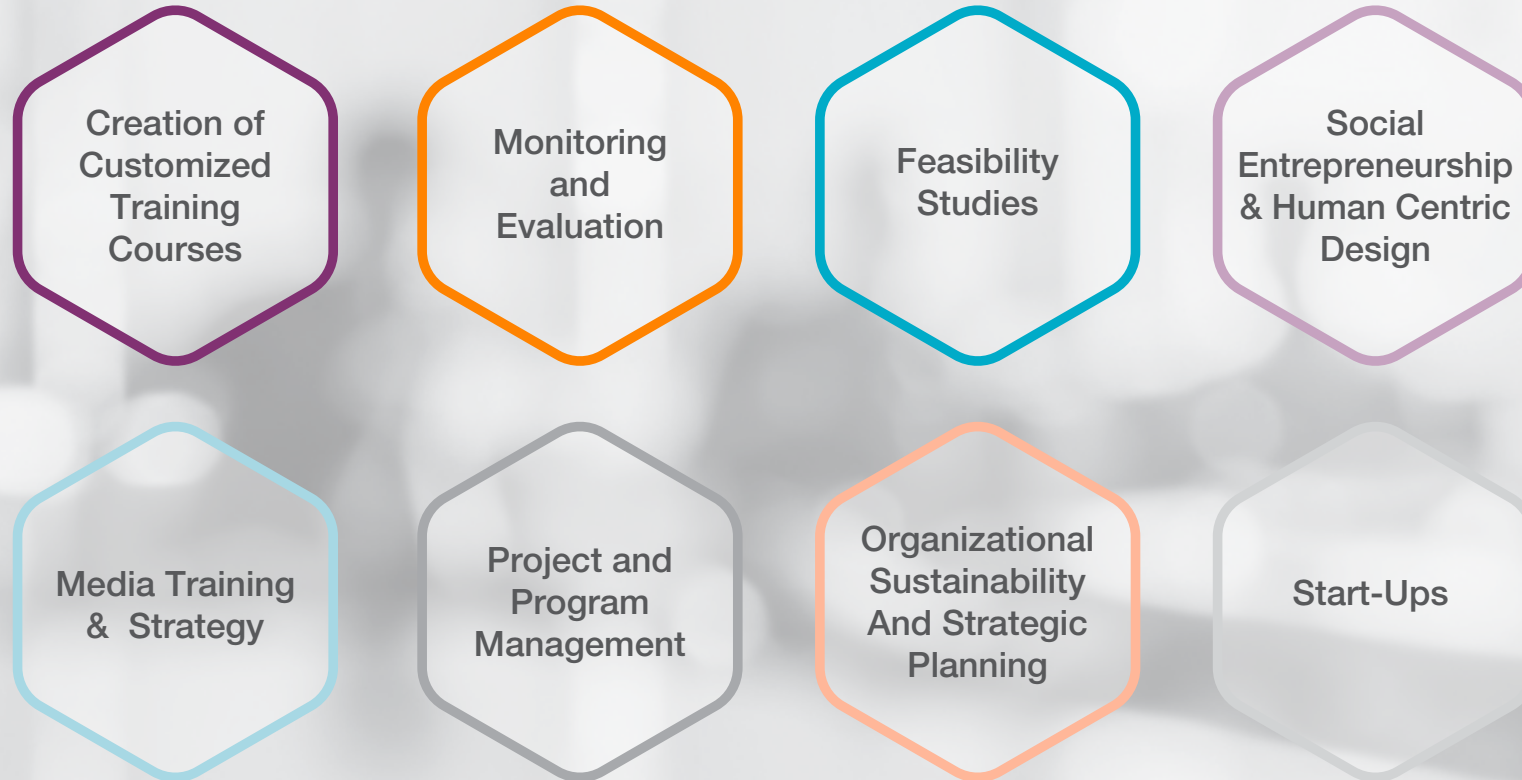 Creation of
Customized
Training
Courses
Monitoring
and
Evaluation
Feasibility
Studies
Social
Entrepreneurship
& Human Centric
Design
Media Training
&  Strategy
Project and
Program
Management
Organizational
Sustainability
And Strategic
Planning
Start-Ups